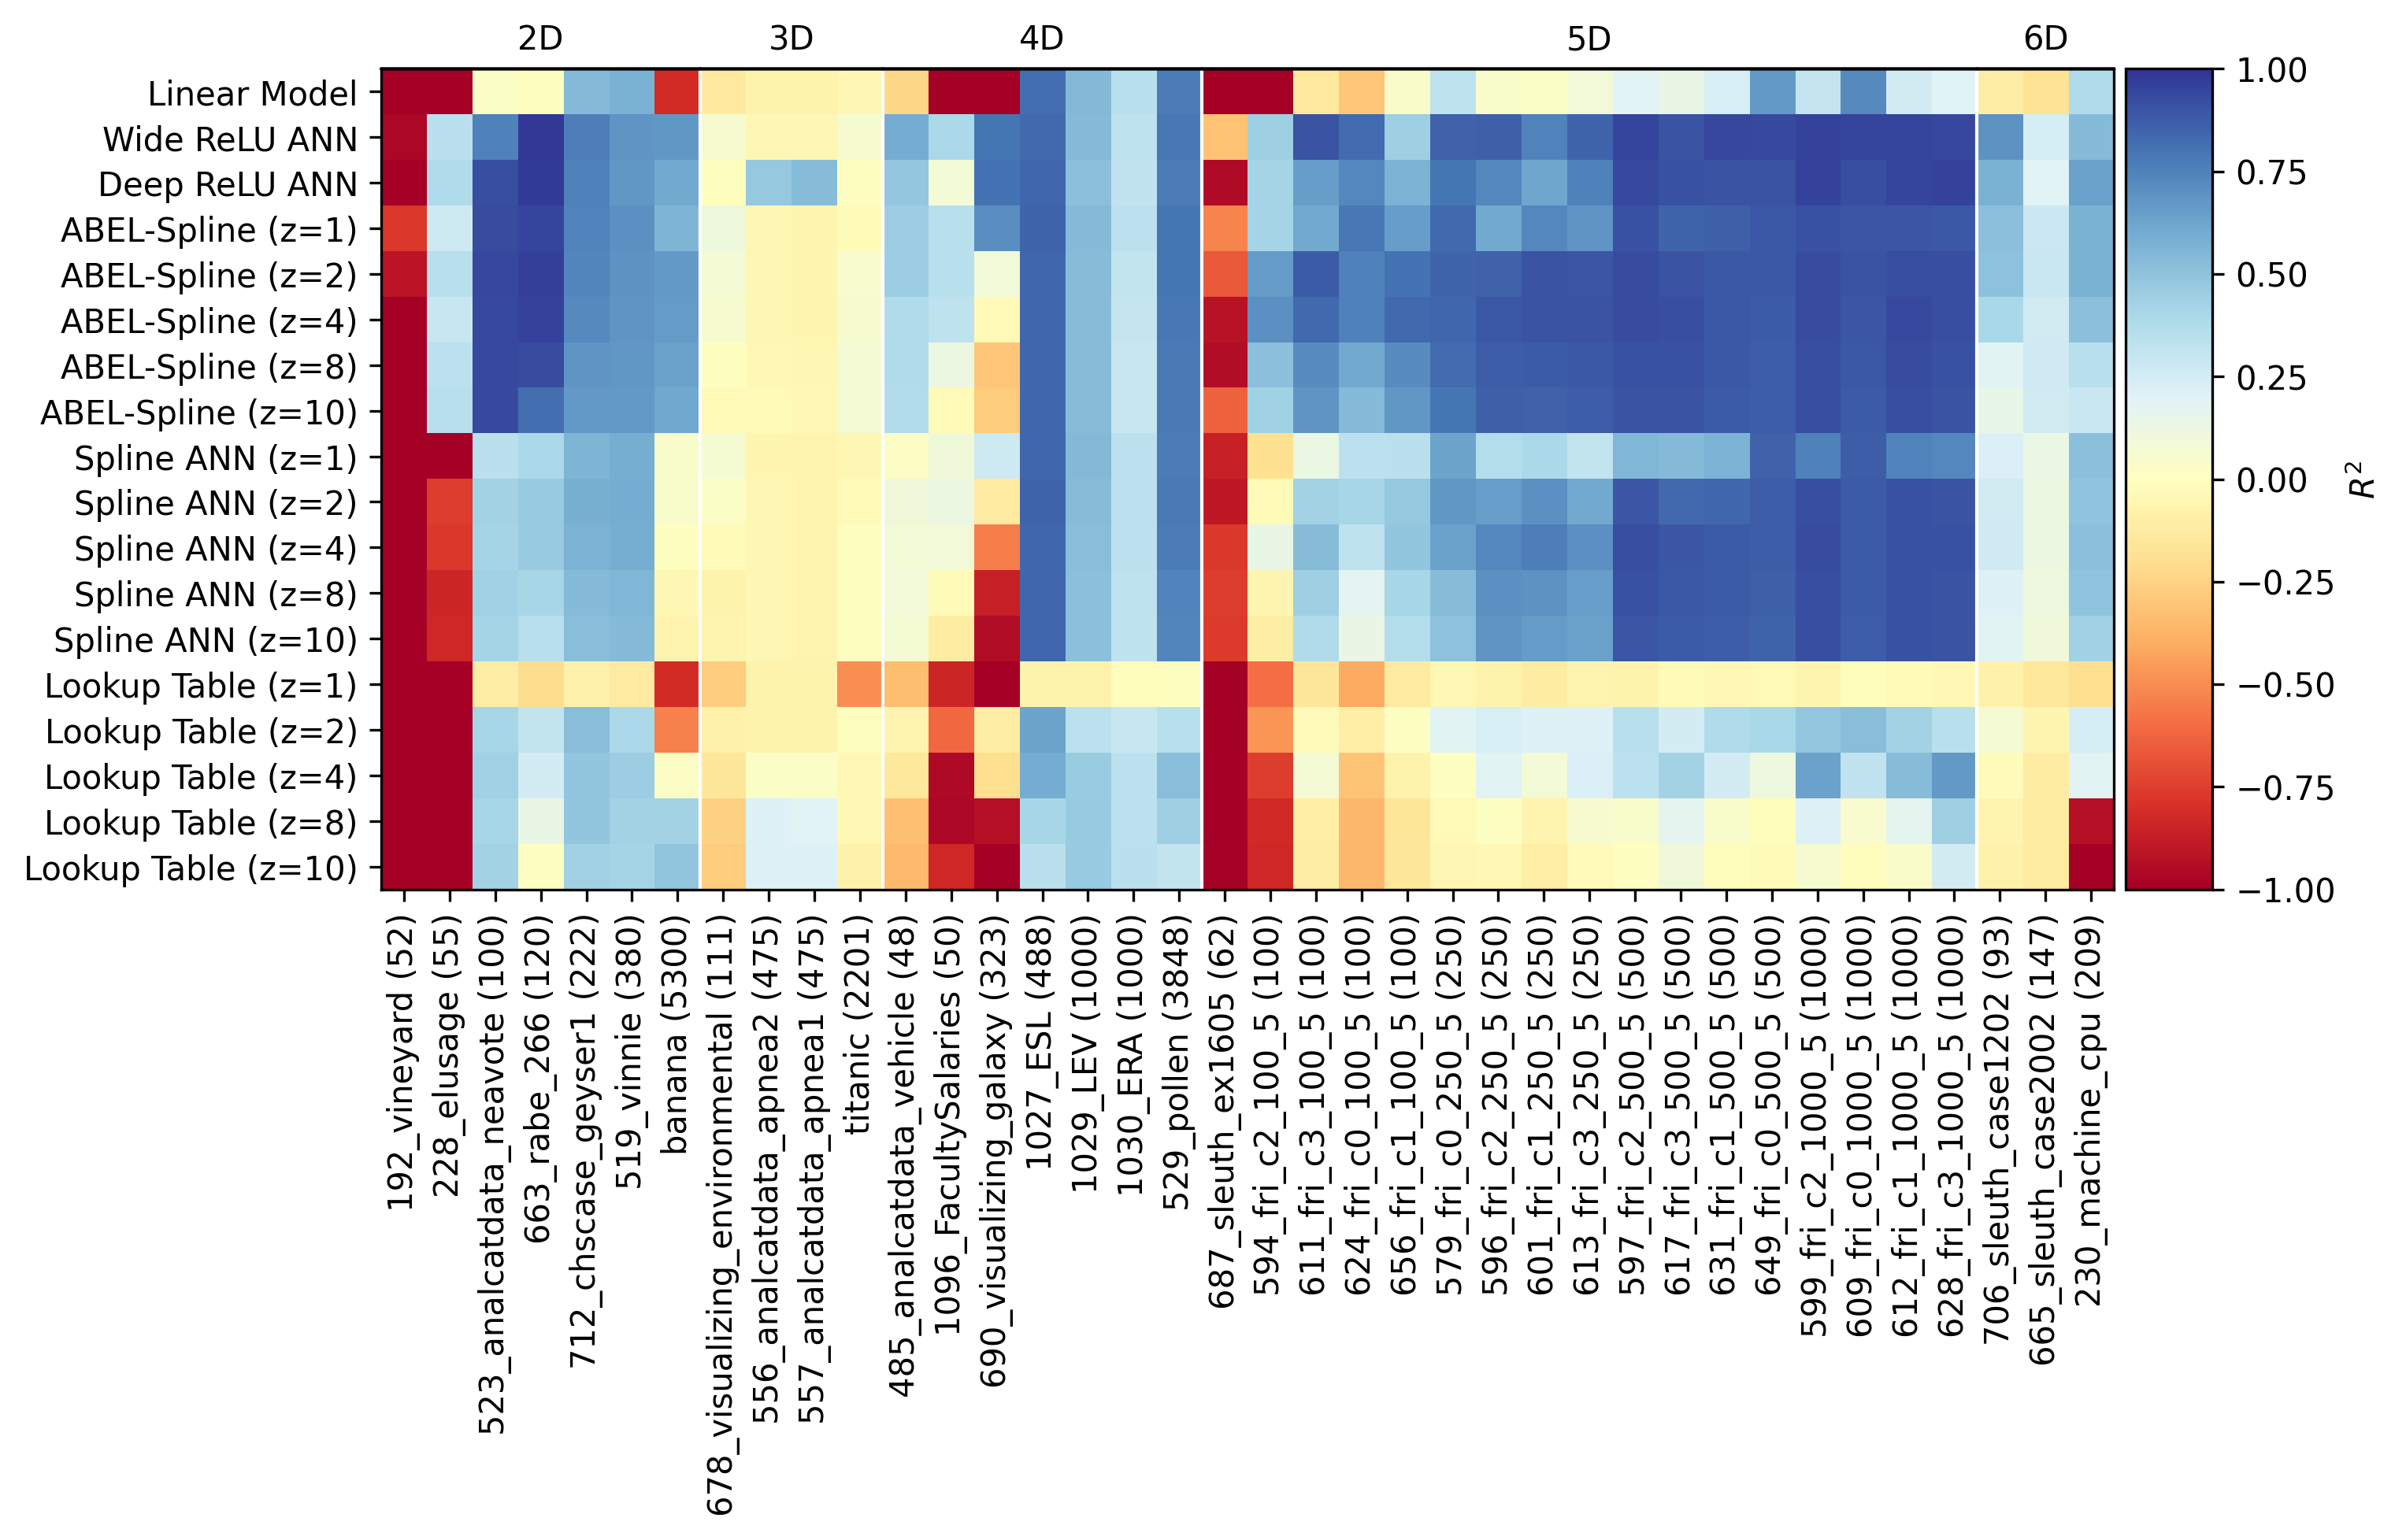 2D 3D 4D 5D 6D
Linear Model
Wide ReLU ANN
Deep ReLU ANN
ABEL-Spline (z=1)
ABEL-Spline (z=2)
ABEL-Spline (z=4)
ABEL-Spline (z=8)
ABEL-Spline (z=10)
Spline ANN (z=1)
Spline ANN (z=2)
Spline ANN (z=4)
Spline ANN (z=8)
Spline ANN (z=10)
Lookup Table (z=1)
Lookup Table (z=2)
Lookup Table (z=4)
Lookup Table (z=8)
Lookup Table (z=10)
192_vineyard (52)
228_elusage (55)
523_analcatdata_neavote (100)
663_rabe_266 (120)
712_chscase_geyser1 (222)
519_vinnie (380)
banana (5300)
678_visualizing_environmental (111)
556_analcatdata_apnea2 (475)
557_analcatdata_apnea1 (475)
titanic (2201)
485_analcatdata_vehicle (48)
1096_FacultySalaries (50)
690_visualizing_galaxy (323)
1027_ESL (488)
1029_LEV (1000)
1030_ERA (1000)
529_pollen (3848)
687_sleuth_ex1605 (62)
594_fri_c2_100_5 (100)
611_fri_c3_100_5 (100)
624_fri_c0_100_5 (100)
656_fri_c1_100_5 (100)
579_fri_c0_250_5 (250)
596_fri_c2_250_5 (250)
601_fri_c1_250_5 (250)
613_fri_c3_250_5 (250)
597_fri_c2_500_5 (500)
617_fri_c3_500_5 (500)
631_fri_c1_500_5 (500)
649_fri_c0_500_5 (500)
599_fri_c2_1000_5 (1000)
609_fri_c0_1000_5 (1000)
612_fri_c1_1000_5 (1000)
628_fri_c3_1000_5 (1000)
706_sleuth_case1202 (93)
665_sleuth_case2002 (147)
230_machine_cpu (209)
1.00
0.75
0.50
0.25
0.00
−0.25
−0.50
−0.75
−1.00
R²